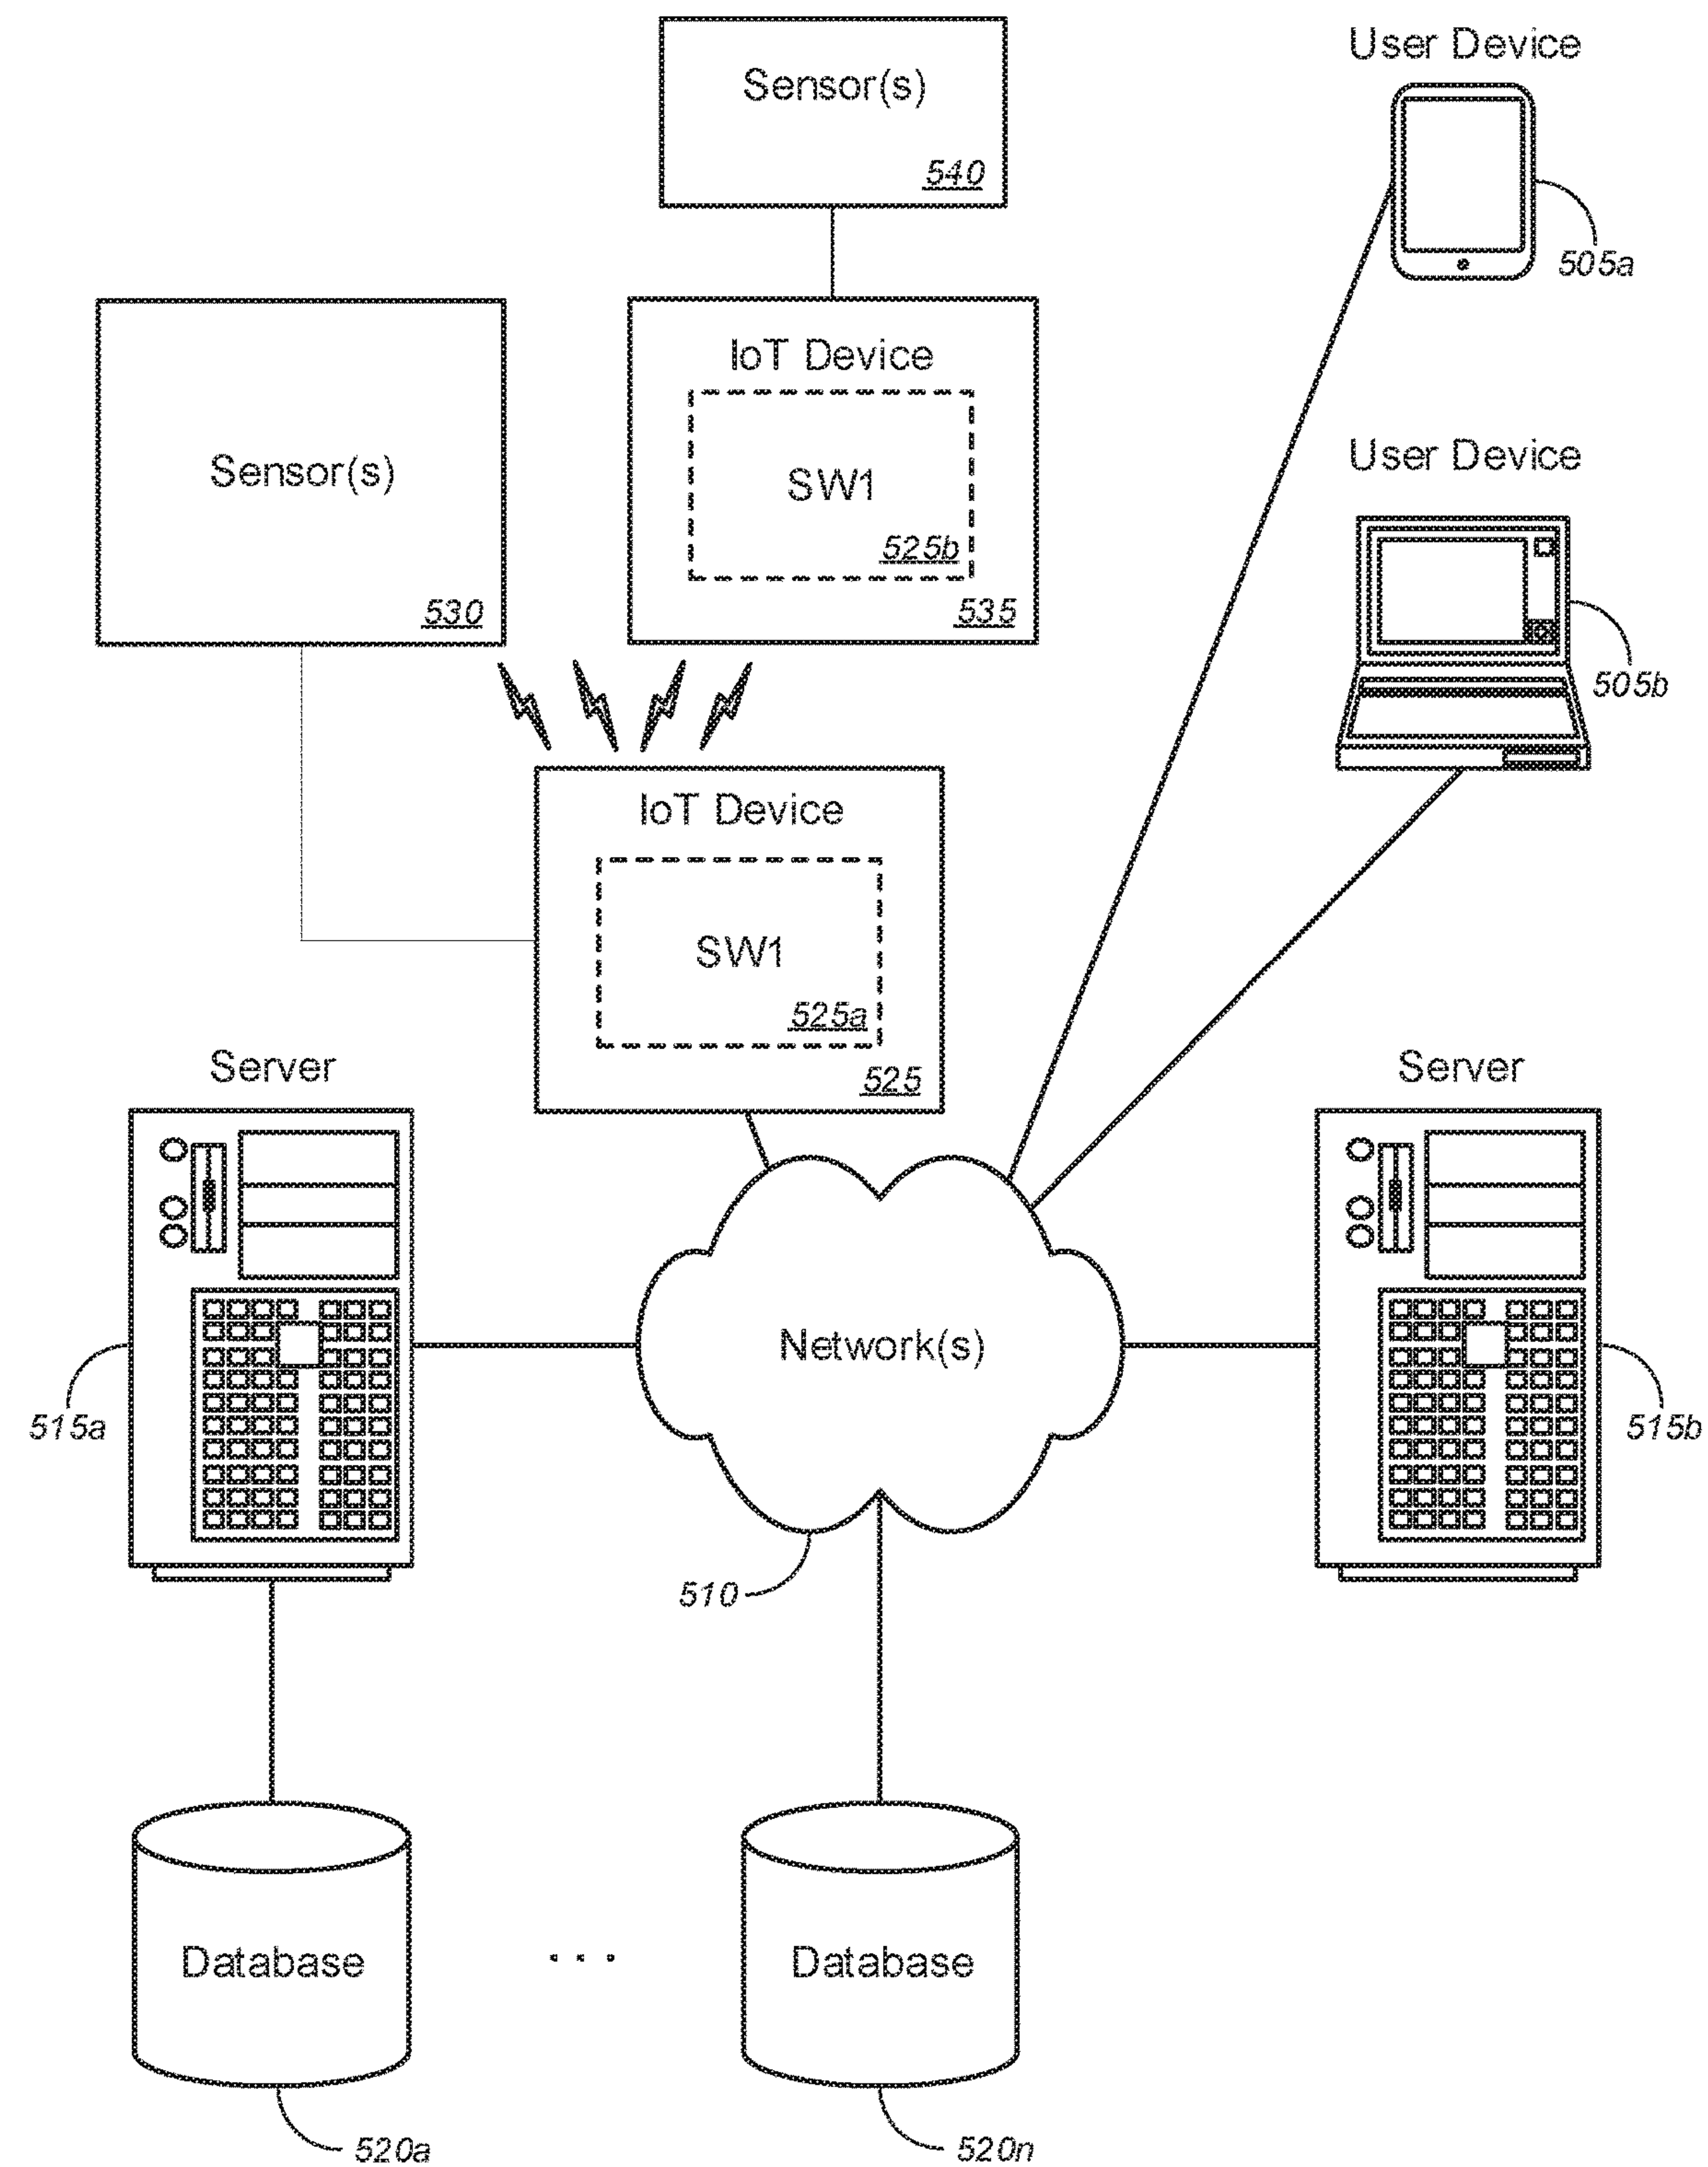 Sensor(s)
540
User Device
505a
Sensor(s)
530
IoT Device
SW1
525b
535
User Device
505b
IoT Device
SW1
525a
525
Server
515a
Network(s)
510
Server
515b
Database
520a
. . .
Database
520n